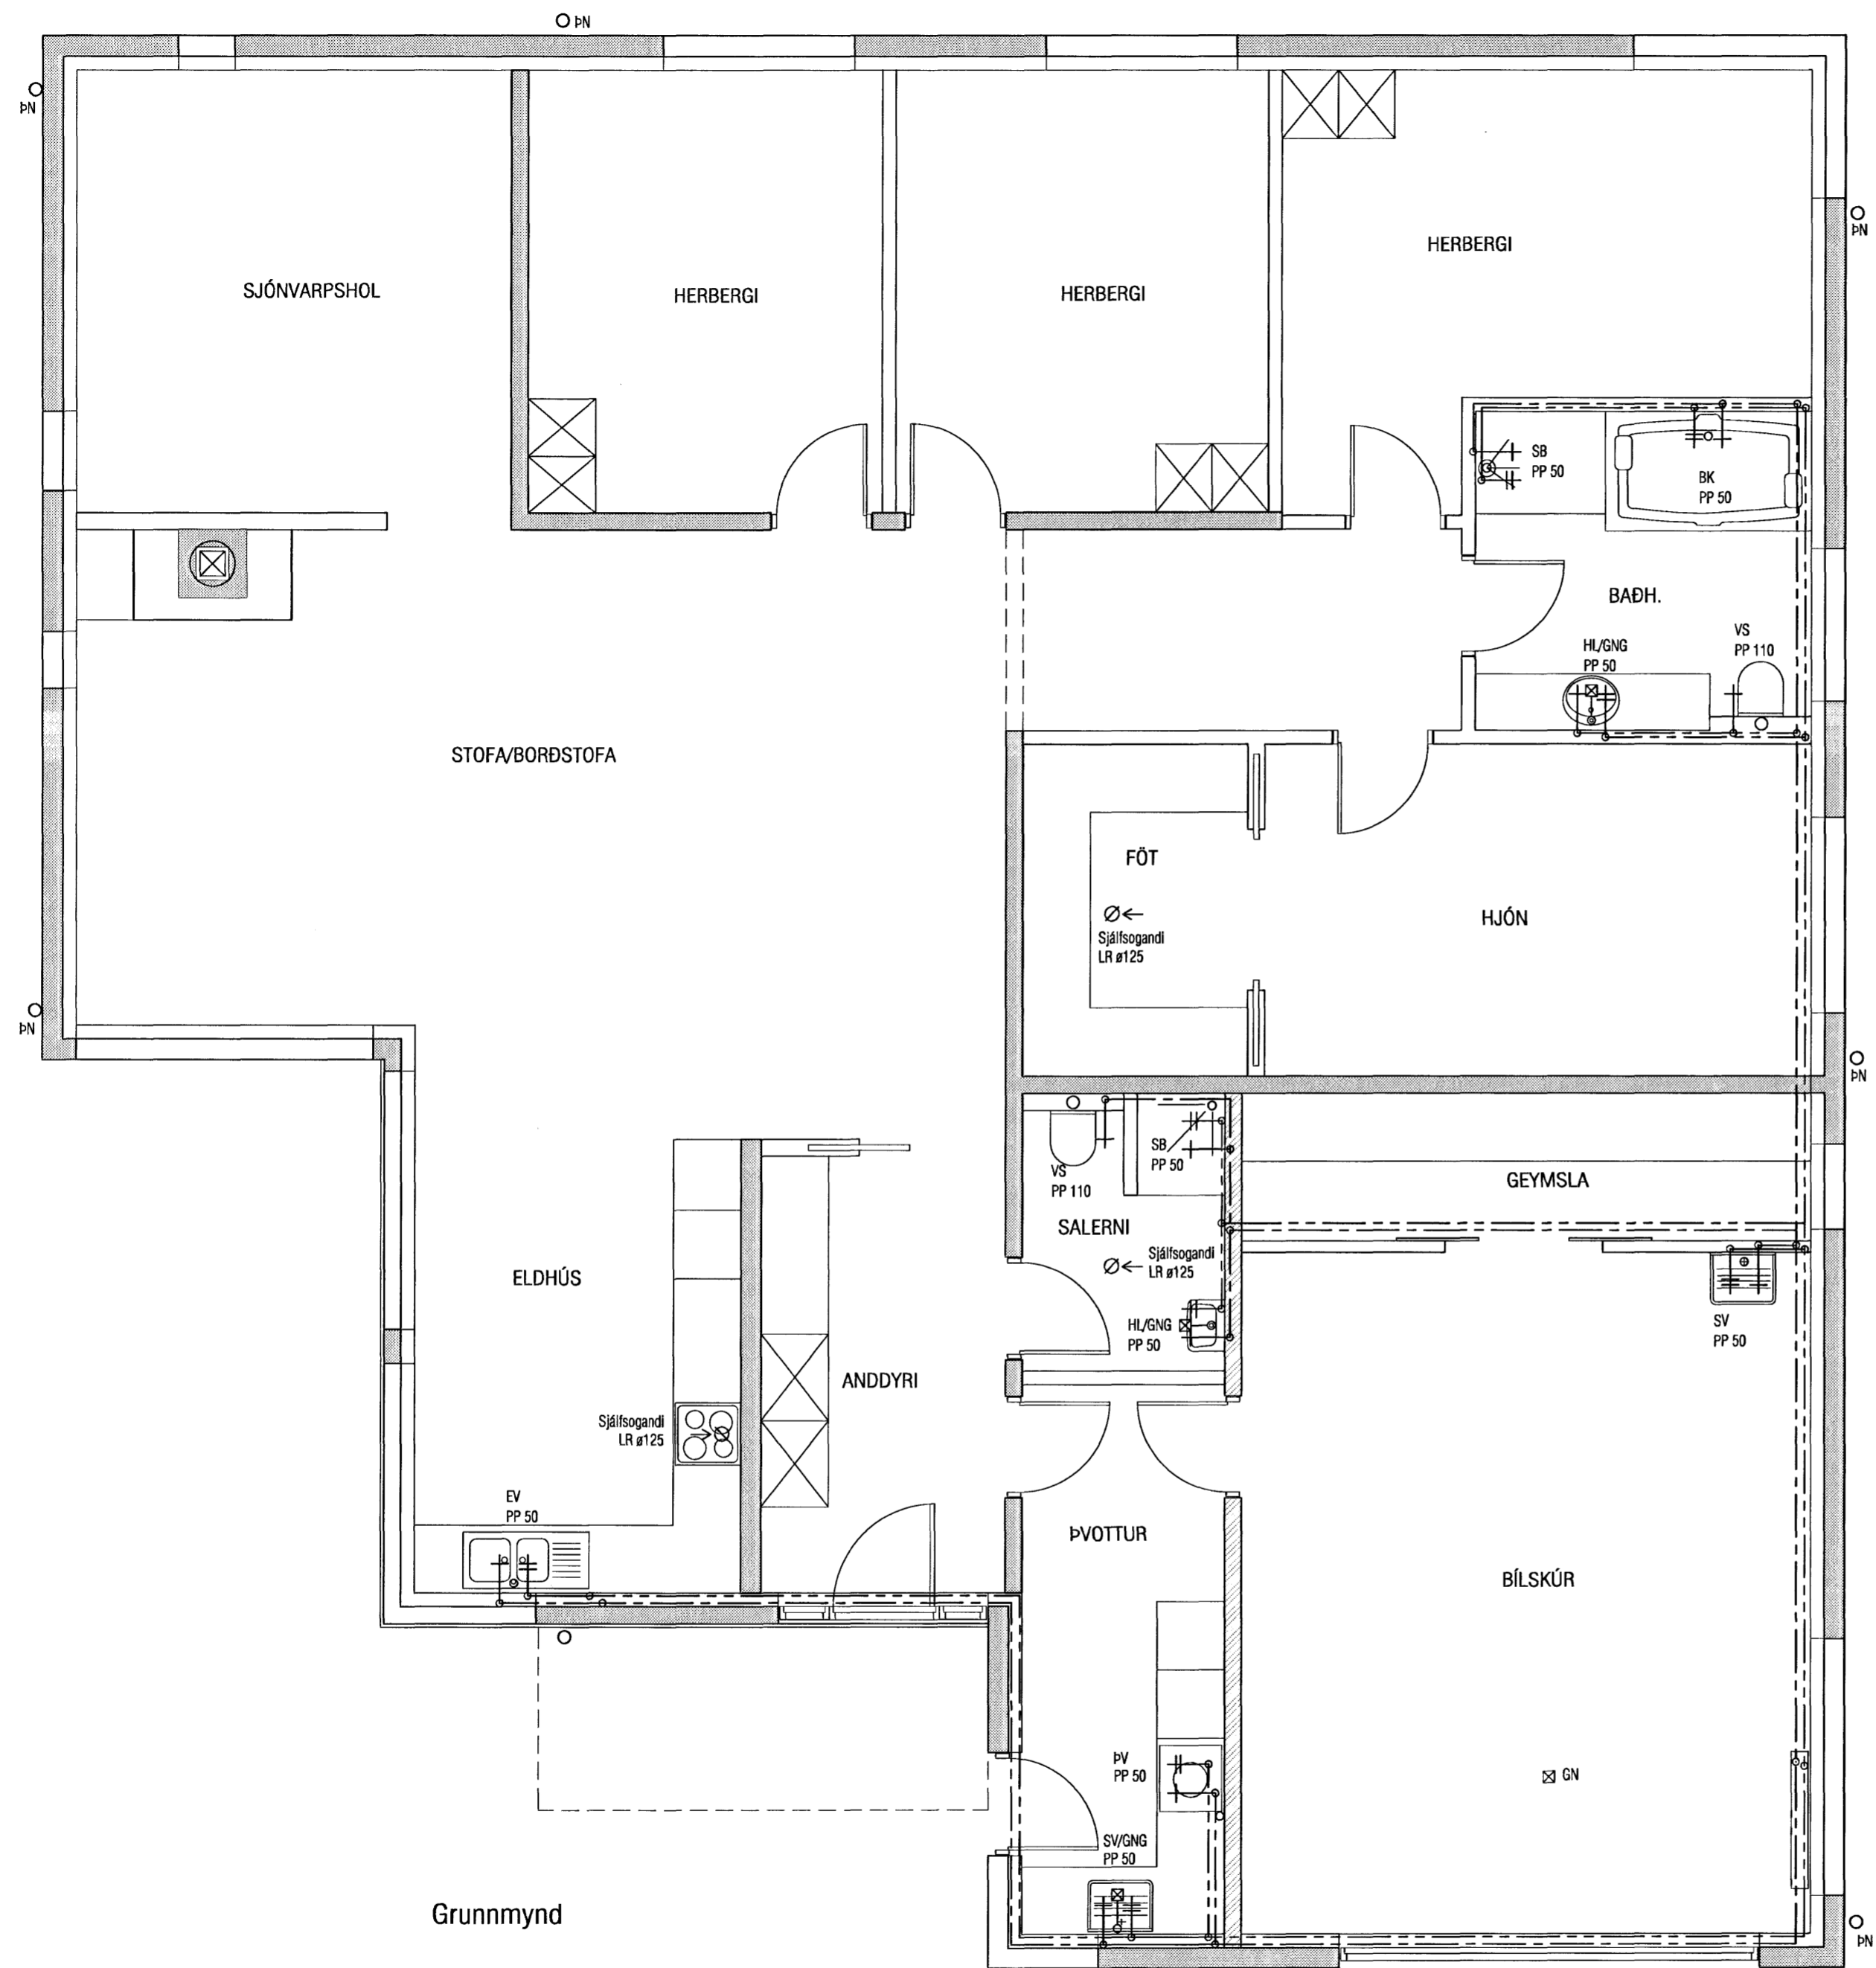 ÞN
ÞN
ÞN
SJÓNVARPSHOL
HERBERGI
HERBERGI
HERBERGI
SB
PP 50
BK
PP 50
BAÐH.
HL/GNG
PP 50
VS
PP 110
STOFA/BORÐSTOFA
FÖT
Sjálfsogandi
LR ø125
HJÓN
ÞN
ÞN
VS
PP 110
SB
PP 50
SALERNI
Sjálfsogandi
LR ø125
HL/GNG
PP 50
GEYMSLA
SV
PP 50
ELDHÚS
ANDDYRI
Sjálfsogandi
LR ø125
EV
PP 50
ÞVOTTUR
BÍLSKÚR
ÞV
PP 50
GN
SV/GNG
PP 50
Grunnmynd
ÞN